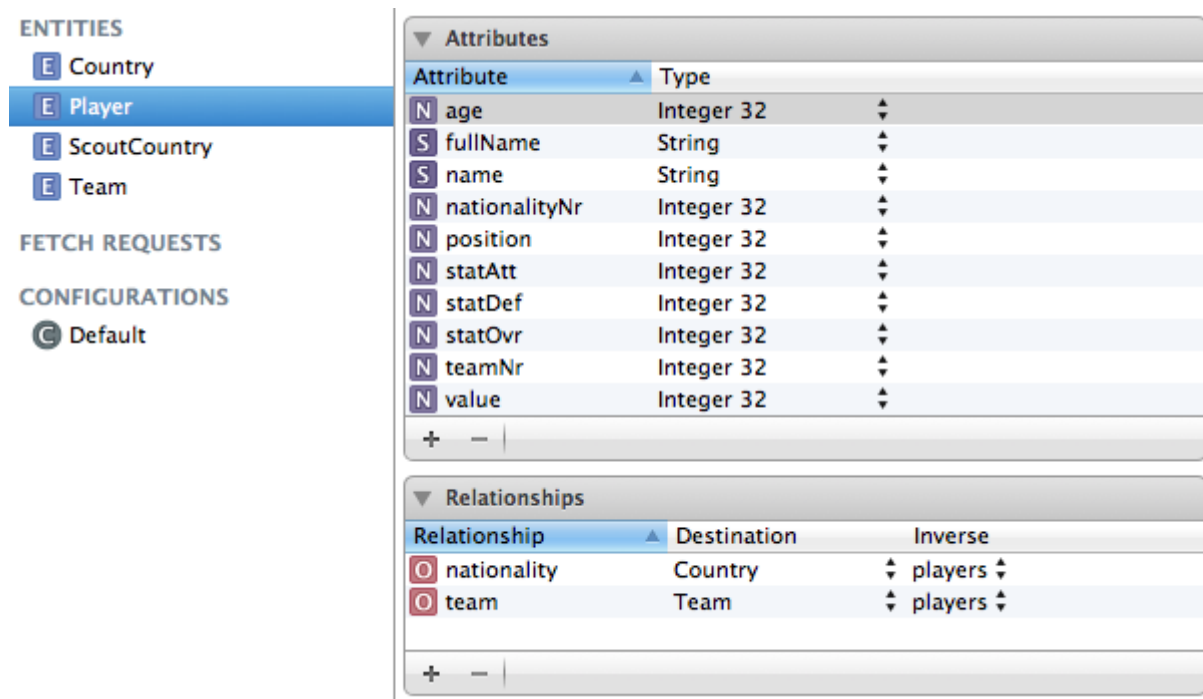 ENTITIES
E Country
E Player
E ScoutCountry
E Team
FETCH REQUESTS
CONFIGURATIONS
C Default
Attributes
Attribute Type
N age Integer 32
S fullName String
S name String
N nationalityNr Integer 32
N position Integer 32
N statAtt Integer 32
N statDef Integer 32
N statOvr Integer 32
N teamNr Integer 32
N value Integer 32
+ −
Relationships
Relationship Destination Inverse
O nationality Country players
O team Team players
+ −